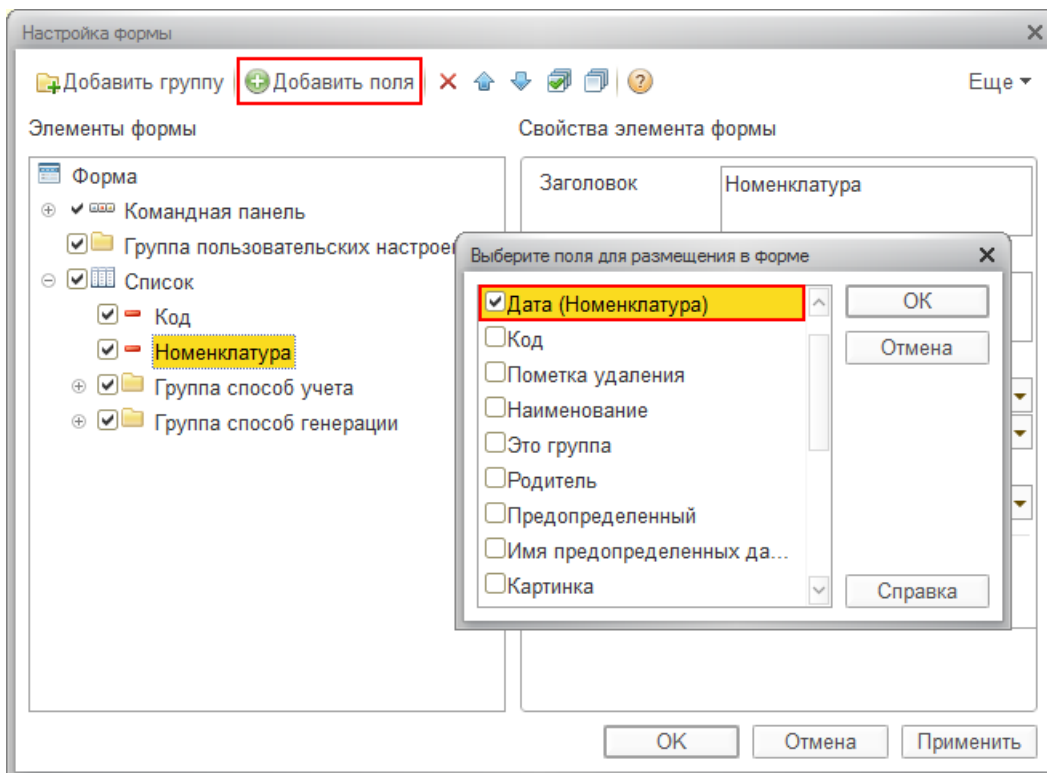 Настройка формы
Добавить группу Добавить поля Еще
Элементы формы
Свойства элемента формы
Форма
Командная панель
Группа пользовательских настрое
Список
Код
Номенклатура
Группа способ учета
Группа способ генерации
Заголовок Номенклатура
Выберите поля для размещения в форме
Дата (Номенклатура)
Код
Пометка удаления
Наименование
Это группа
Родитель
Предопределенный
Имя предопределенных да...
Картинка
OK
Отмена
Справка
OK Отмена Применить